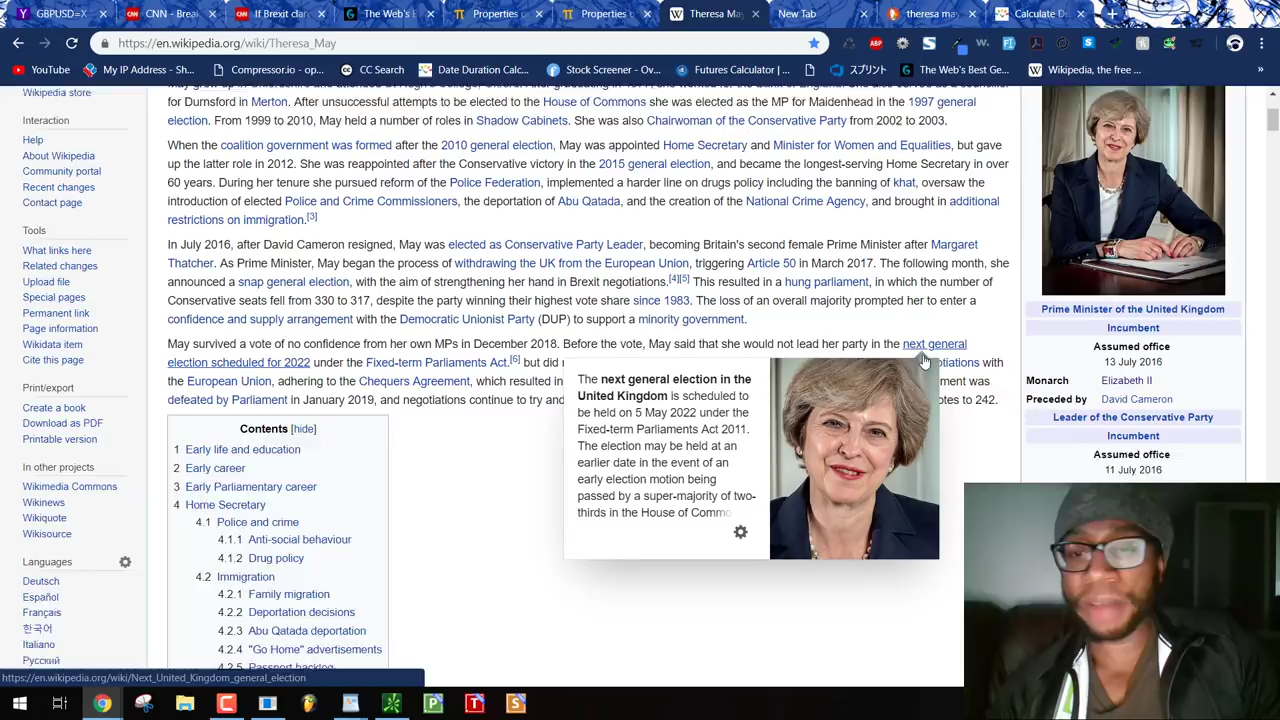 GBPUSD=X
CNN - Break
If Brexit clar
The Web's B
Properties o
Properties o
Theresa May
New Tab
theresa may
Calculate D
https://en.wikipedia.org/wiki/Theresa_May
YouTube
My IP Address - Sh...
Compressor.io - op...
CC Search
Date Duration Calc...
Stock Screener - Ov...
Futures Calculator | ...
スプリント
The Web's Best Ge...
Wikipedia, the free ...
Wikipedia store
Interaction
Help
About Wikipedia
Community portal
Recent changes
Contact page
Tools
What links here
Related changes
Upload file
Special pages
Permanent link
Page information
Wikidata item
Cite this page
Print/export
Create a book
Download as PDF
Printable version
In other projects
Wikimedia Commons
Wikinews
Wikiquote
Wikisource
Languages
Deutsch
Español
Français
한국어
Italiano
Русский
for Durnsford in Merton. After unsuccessful attempts to be elected to the House of Commons she was elected as the MP for Maidenhead in the 1997 general
election. From 1999 to 2010, May held a number of roles in Shadow Cabinets. She was also Chairwoman of the Conservative Party from 2002 to 2003.
When the coalition government was formed after the 2010 general election, May was appointed Home Secretary and Minister for Women and Equalities, but gave
up the latter role in 2012. She was reappointed after the Conservative victory in the 2015 general election, and became the longest-serving Home Secretary in over
60 years. During her tenure she pursued reform of the Police Federation, implemented a harder line on drugs policy including the banning of khat, oversaw the
introduction of elected Police and Crime Commissioners, the deportation of Abu Qatada, and the creation of the National Crime Agency, and brought in additional
restrictions on immigration.[3]
In July 2016, after David Cameron resigned, May was elected as Conservative Party Leader, becoming Britain's second female Prime Minister after Margaret
Thatcher. As Prime Minister, May began the process of withdrawing the UK from the European Union, triggering Article 50 in March 2017. The following month, she
announced a snap general election, with the aim of strengthening her hand in Brexit negotiations.[4][5] This resulted in a hung parliament, in which the number of
Conservative seats fell from 330 to 317, despite the party winning their highest vote share since 1983. The loss of an overall majority prompted her to enter a
confidence and supply arrangement with the Democratic Unionist Party (DUP) to support a minority government.
May survived a vote of no confidence from her own MPs in December 2018. Before the vote, May said that she would not lead her party in the next general
election scheduled for 2022 under the Fixed-term Parliaments Act.[6] but did
otiations with
the European Union, adhering to the Chequers Agreement, which resulted in
ment was
defeated by Parliament in January 2019, and negotiations continue to try and
otes to 242.
The next general election in the
United Kingdom is scheduled to
be held on 5 May 2022 under the
Fixed-term Parliaments Act 2011.
The election may be held at an
earlier date in the event of an
early election motion being
passed by a super-majority of two-
thirds in the House of Commo
Contents [hide]
1 Early life and education
2 Early career
3 Early Parliamentary career
4 Home Secretary
4.1 Police and crime
4.1.1 Anti-social behaviour
4.1.2 Drug policy
4.2 Immigration
4.2.1 Family migration
4.2.2 Deportation decisions
4.2.3 Abu Qatada deportation
4.2.4 "Go Home" advertisements
4.2.5 Passport backlog
Prime Minister of the United Kingdom
Incumbent
Assumed office
13 July 2016
Monarch Elizabeth II
Preceded by David Cameron
Leader of the Conservative Party
Incumbent
Assumed office
11 July 2016
https://en.wikipedia.org/wiki/Next_United_Kingdom_general_election